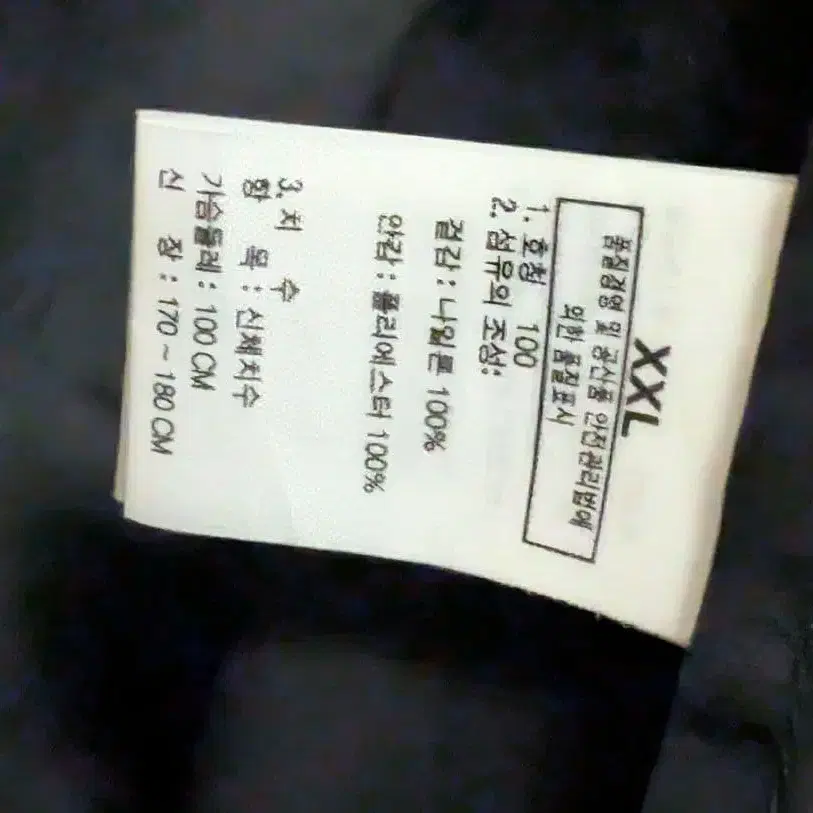 XXL
품질경영 및 공산품 안전관리법에
의한 품질표시
1. 호칭 100
2. 섬유의 조성:
겉감 : 나일론 100%
안감 : 폴리에스터 100%
3. 치 수
항 목 : 신체치수
가슴둘레 : 100 CM
신 장 : 170 ~ 180 CM